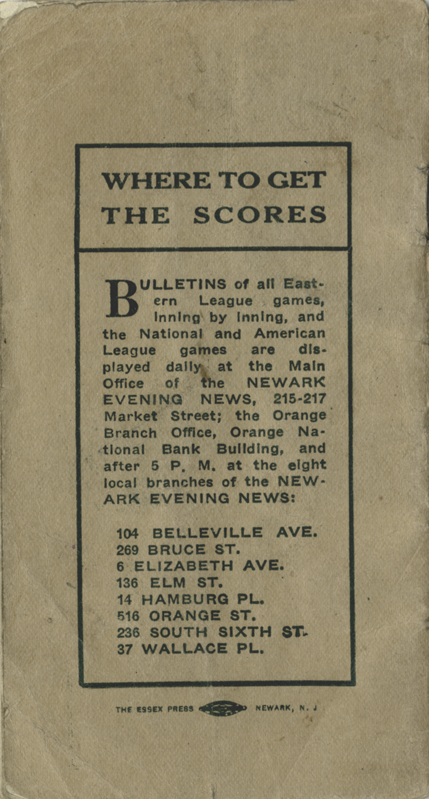 WHERE TO GET
THE SCORES
BULLETINS of all East-
ern League games,
inning by inning, and
the National and American
League games are dis-
played daily at the Main
Office of the NEWARK
EVENING NEWS, 215-217
Market Street; the Orange
Branch Office, Orange Na-
tional Bank Building, and
after 5 P. M. at the eight
local branches of the NEW-
ARK EVENING NEWS:
104 BELLEVILLE AVE.
269 BRUCE ST.
6 ELIZABETH AVE.
136 ELM ST.
14 HAMBURG PL.
516 ORANGE ST.
236 SOUTH SIXTH ST.
37 WALLACE PL.
THE ESSEX PRESS NEWARK, N. J